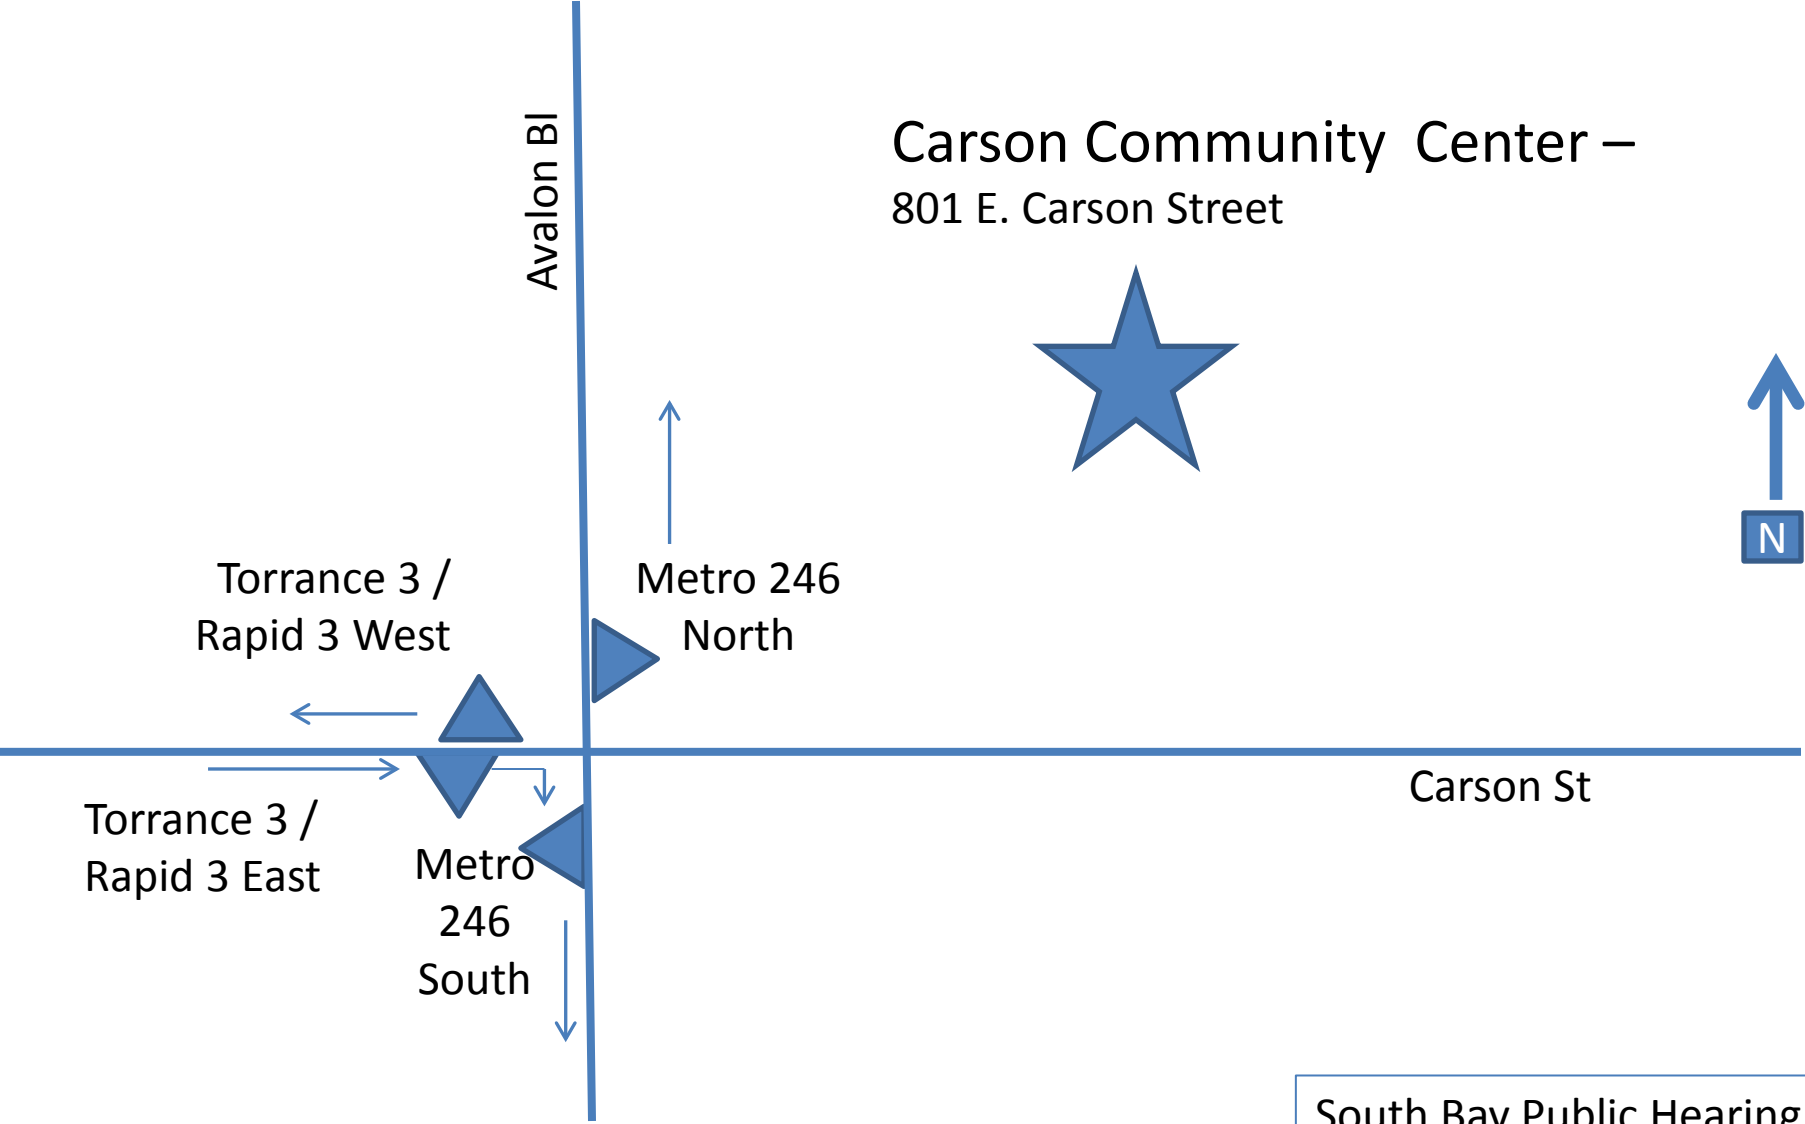 Avalon Bl
Carson Community Center –
801 E. Carson Street
N
Torrance 3 /
Rapid 3 West
Metro 246
North
Carson St
Torrance 3 /
Rapid 3 East
Metro
246
South
South Bay Public Hearing